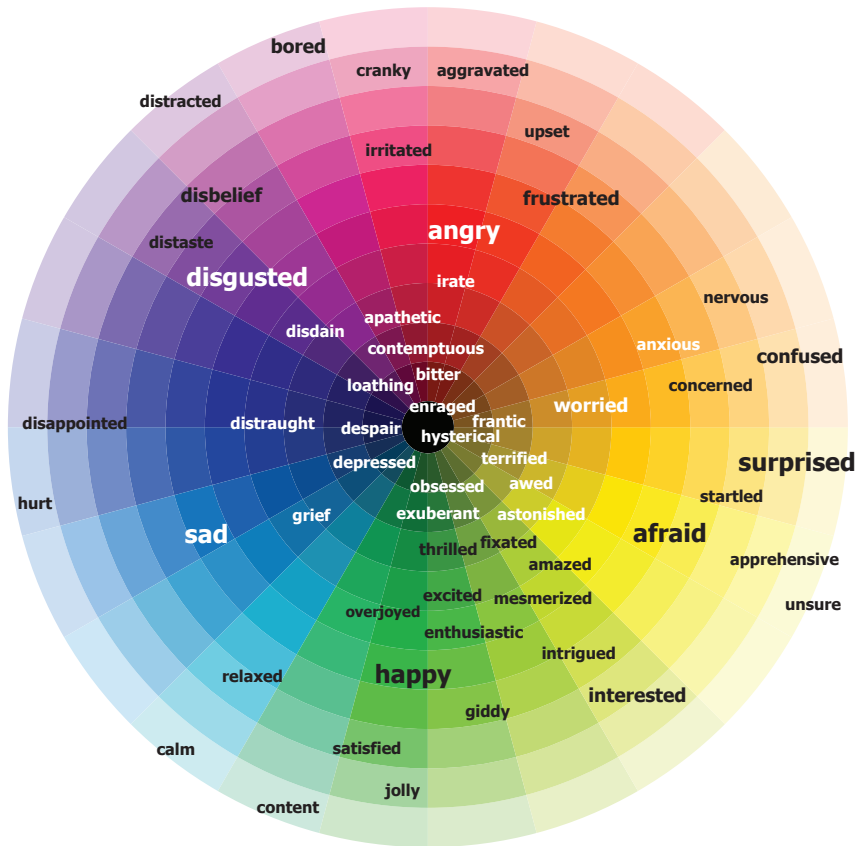 bored
cranky
aggravated
distracted
upset
irritated
disbelief
frustrated
angry
distaste
disgusted
irate
nervous
apathetic
disdain
anxious
contemptuous
confused
bitter
loathing
concerned
enraged
worried
disappointed
distraught
despair
frantic
hysterical
terrified
depressed
surprised
awed
obsessed
startled
hurt
grief
exuberant
astonished
sad
afraid
thrilled
fixated
amazed
apprehensive
excited
mesmerized
unsure
overjoyed
enthusiastic
intrigued
relaxed
happy
interested
giddy
calm
satisfied
jolly
content